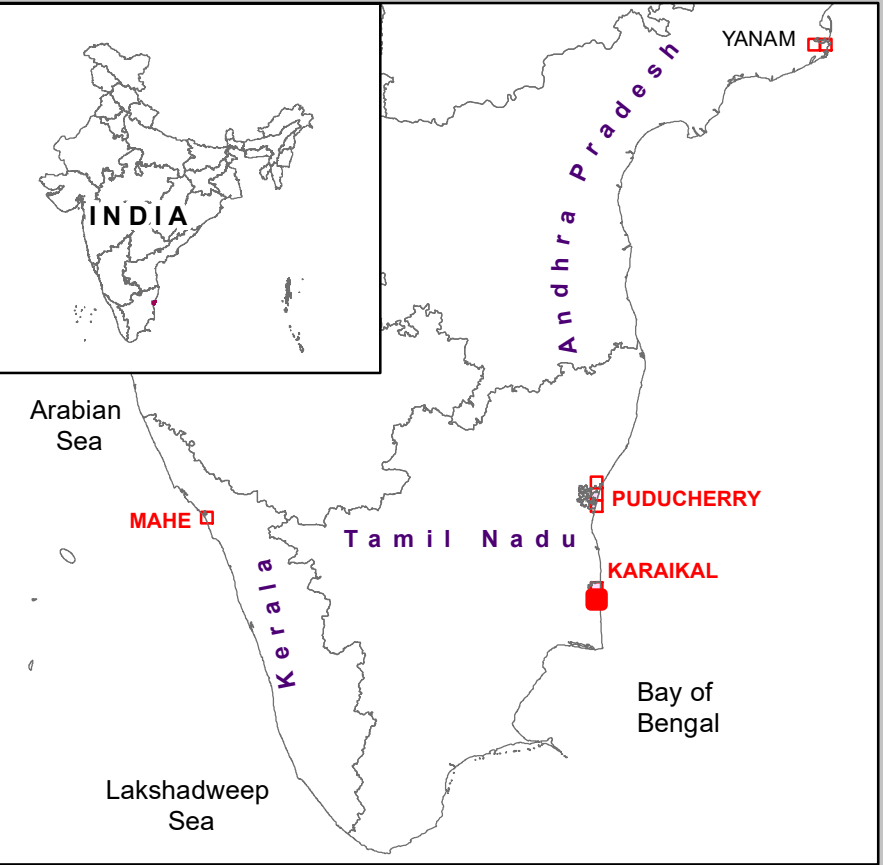 INDIA
YANAM
Andhra Pradesh
Arabian
Sea
PUDUCHERRY
MAHE
Tamil Nadu
KARAIKAL
Kerala
Bay of
Bengal
Lakshadweep
Sea